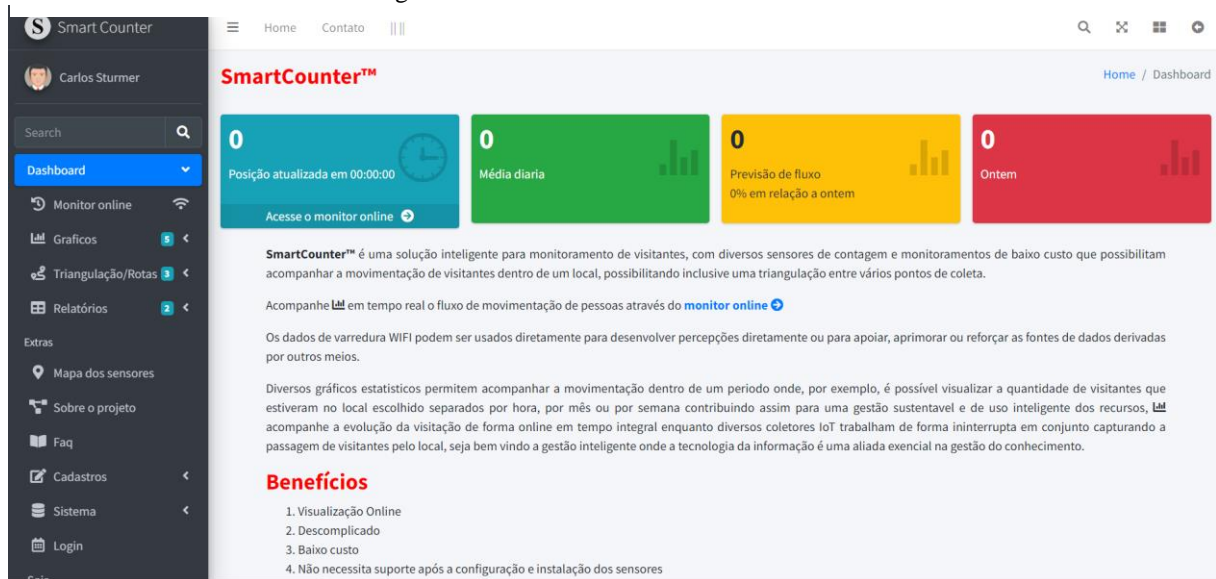 S Smart Counter
Home Contato
Carlos Sturmer
SmartCounter™
Home / Dashboard
Search
Dashboard
Monitor online
Graficos 5
Triangulação/Rotas 3
Relatórios 2
Extras
Mapa dos sensores
Sobre o projeto
Faq
Cadastros
Sistema
Login
0
Posição atualizada em 00:00:00
Acesse o monitor online
0
Média diaria
0
Previsão de fluxo
0% em relação a ontem
0
Ontem
SmartCounter™ é uma solução inteligente para monitoramento de visitantes, com diversos sensores de contagem e monitoramentos de baixo custo que possibilitam
acompanhar a movimentação de visitantes dentro de um local, possibilitando inclusive uma triangulação entre vários pontos de coleta.
Acompanhe em tempo real o fluxo de movimentação de pessoas através do monitor online
Os dados de varredura WIFI podem ser usados diretamente para desenvolver percepções diretamente ou para apoiar, aprimorar ou reforçar as fontes de dados derivadas
por outros meios.
Diversos gráficos estatisticos permitem acompanhar a movimentação dentro de um periodo onde, por exemplo, é possível visualizar a quantidade de visitantes que
estiveram no local escolhido separados por hora, por mês ou por semana contribuindo assim para uma gestão sustentavel e de uso inteligente dos recursos,
acompanhe a evolução da visitação de forma online em tempo integral enquanto diversos coletores IoT trabalham de forma ininterrupta em conjunto capturando a
passagem de visitantes pelo local, seja bem vindo a gestão inteligente onde a tecnologia da informação é uma aliada exencial na gestão do conhecimento.
Benefícios
1. Visualização Online
2. Descomplicado
3. Baixo custo
4. Não necessita suporte após a configuração e instalação dos sensores